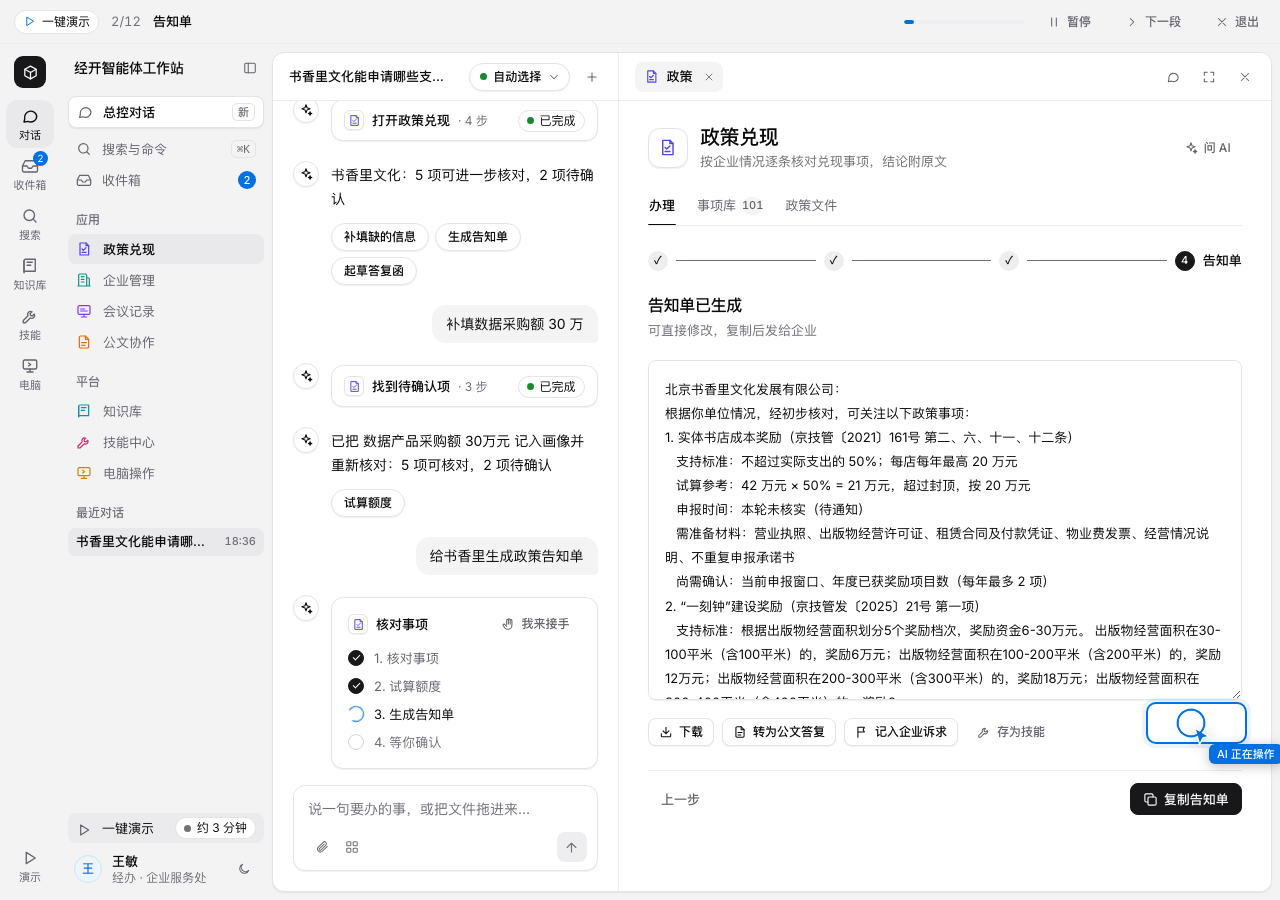 一键演示
2/12
告知单
暂停
下一段
退出
对话
2
收件箱
搜索
知识库
技能
电脑
演示
经开智能体工作站
总控对话 新
搜索与命令 ⌘K
收件箱 2
应用
政策兑现
企业管理
会议记录
公文协作
平台
知识库
技能中心
电脑操作
最近对话
书香里文化能申请哪... 18:36
一键演示 约 3 分钟
王
王敏
经办 · 企业服务处
书香里文化能申请哪些支... 自动选择
打开政策兑现 · 4 步 已完成
书香里文化：5 项可进一步核对，2 项待确
认
补填缺的信息 生成告知单
起草答复函
补填数据采购额 30 万
找到待确认项 · 3 步 已完成
已把 数据产品采购额 30万元 记入画像并
重新核对：5 项可核对，2 项待确认
试算额度
给书香里生成政策告知单
核对事项 我来接手
1. 核对事项
2. 试算额度
3. 生成告知单
4. 等你确认
说一句要办的事，或把文件拖进来...
政策
政策兑现
按企业情况逐条核对兑现事项，结论附原文
问 AI
办理 事项库 101 政策文件
4 告知单
告知单已生成
可直接修改，复制后发给企业
北京书香里文化发展有限公司：
根据你单位情况，经初步核对，可关注以下政策事项：
1. 实体书店成本奖励（京技管〔2021〕161号 第二、六、十一、十二条）
支持标准：不超过实际支出的 50%；每店每年最高 20 万元
试算参考：42 万元 × 50% = 21 万元，超过封顶，按 20 万元
申报时间：本轮未核实（待通知）
需准备材料：营业执照、出版物经营许可证、租赁合同及付款凭证、物业费发票、经营情况说
明、不重复申报承诺书
尚需确认：当前申报窗口、年度已获奖励项目数（每年最多 2 项）
2. “一刻钟”建设奖励（京技管发〔2025〕21号 第一项）
支持标准：根据出版物经营面积划分5个奖励档次，奖励资金6-30万元。 出版物经营面积在30-
100平米（含100平米）的，奖励6万元；出版物经营面积在100-200平米（含200平米）的，奖励
12万元；出版物经营面积在200-300平米（含300平米）的，奖励18万元；出版物经营面积在
下载 转为公文答复 记入企业诉求 存为技能
AI 正在操作
上一步 复制告知单